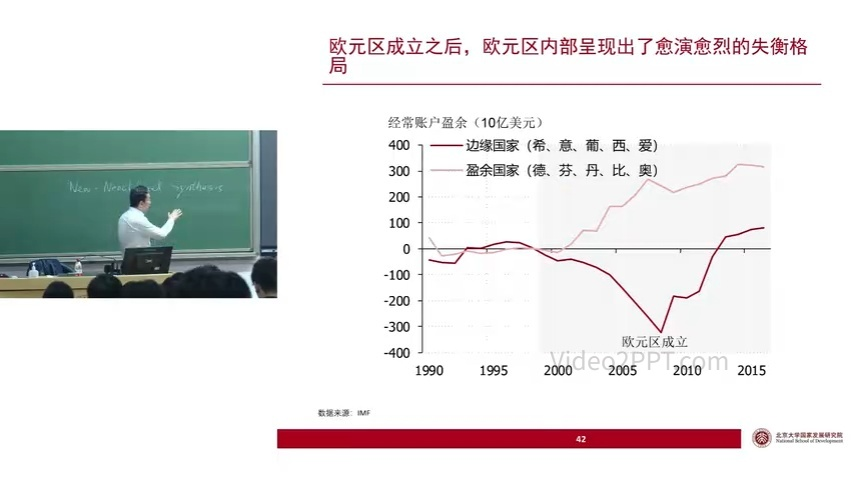 欧元区成立之后，欧元区内部呈现出了愈演愈烈的失衡格
局
经常账户盈余（10亿美元）
边缘国家（希、意、葡、西、爱）
盈余国家（德、芬、丹、比、奥）
400
300
200
100
0
-100
-200
-300
-400
欧元区成立
1990 1995 2000 2005 2010 2015
Video2PPT.com
New-Neoclassical synthesis
数据来源：IMF
42
北京大学国家发展研究院
National School of Development